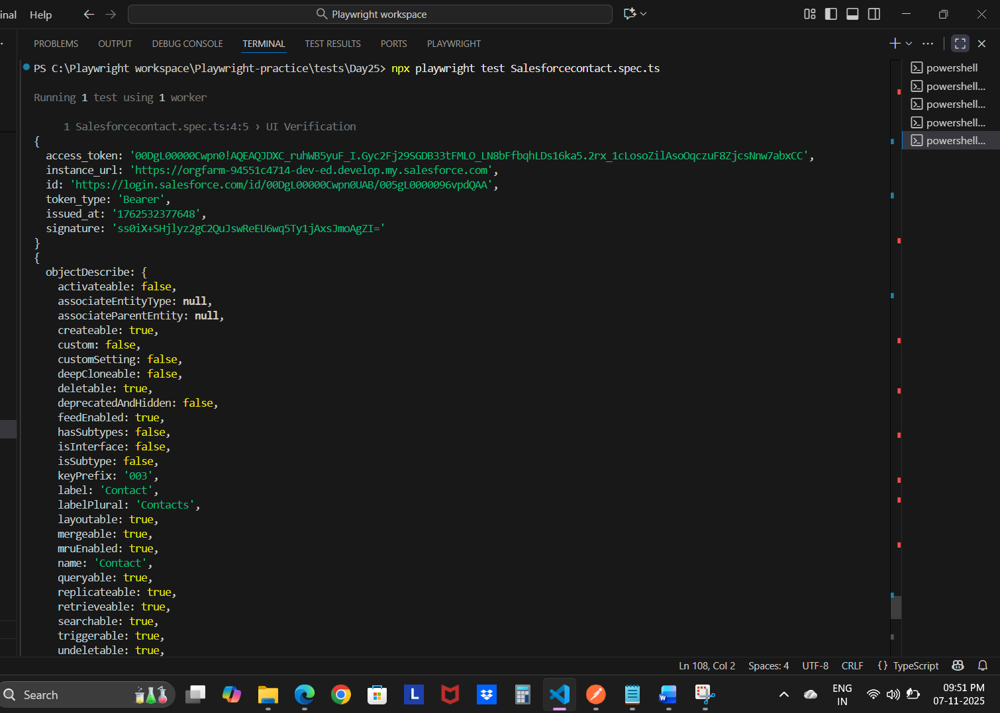 inal Help
Playwright workspace
PROBLEMS OUTPUT DEBUG CONSOLE TERMINAL TEST RESULTS PORTS PLAYWRIGHT
PS C:\Playwright workspace\Playwright-practice\tests\Day25> npx playwright test Salesforcecontact.spec.ts
Running 1 test using 1 worker
1 Salesforcecontact.spec.ts:4:5 › UI Verification
{
access_token: '00DgL00000Cwpn0!AQEAQJDXC_ruhWB5yuF_I.Gyc2Fj29SGDB33tFMLO_LN8bFfbqhLDs16ka5.2rx_1cLosoZilAsoOqczuF8ZjcsNnw7abxCC',
instance_url: 'https://orgfarm-94551c4714-dev-ed.develop.my.salesforce.com',
id: 'https://login.salesforce.com/id/00DgL00000Cwpn0UAB/005gL0000096vpdQAA',
token_type: 'Bearer',
issued_at: '1762532377648',
signature: 'ss0iX+SHjlyz2gC2QuJswReEU6wq5Ty1jAxsJmoAgZI='
}
{
objectDescribe: {
activateable: false,
associateEntityType: null,
associateParentEntity: null,
createable: true,
custom: false,
customSetting: false,
deepCloneable: false,
deletable: true,
deprecatedAndHidden: false,
feedEnabled: true,
hasSubtypes: false,
isInterface: false,
isSubtype: false,
keyPrefix: '003',
label: 'Contact',
labelPlural: 'Contacts',
layoutable: true,
mergeable: true,
mruEnabled: true,
name: 'Contact',
queryable: true,
replicateable: true,
retrieveable: true,
searchable: true,
triggerable: true,
undeletable: true,
powershell
powershell...
powershell...
powershell...
powershell...
Ln 108, Col 2 Spaces: 4 UTF-8 CRLF {} TypeScript
Search
L
W
ENG
IN
09:51 PM
07-11-2025